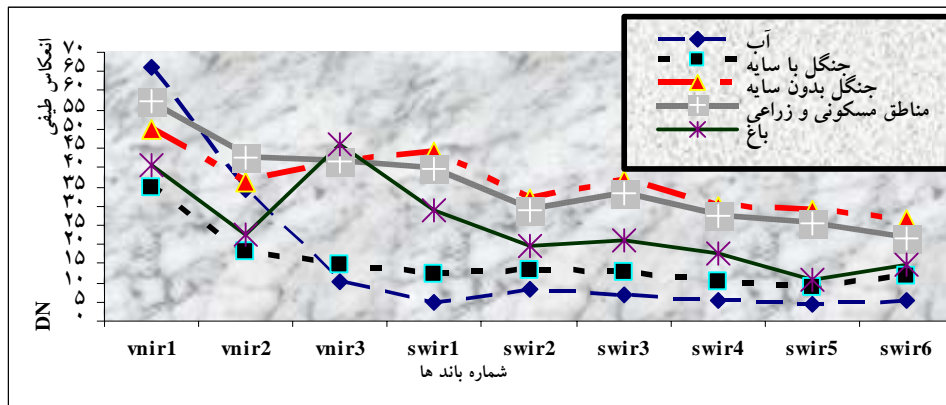 آب
جنگل با سایه
جنگل بدون سایه
مناطق مسکونی و زراعی
باغ
انعکاس طیفی
DN
۷۰
۶۵
۶۰
۵۵
۵۰
۴۵
۴۰
۳۵
۳۰
۲۵
۲۰
۱۵
۱۰
۵
۰
vnir1 vnir2 vnir3 swir1 swir2 swir3 swir4 swir5 swir6
شماره باند ها